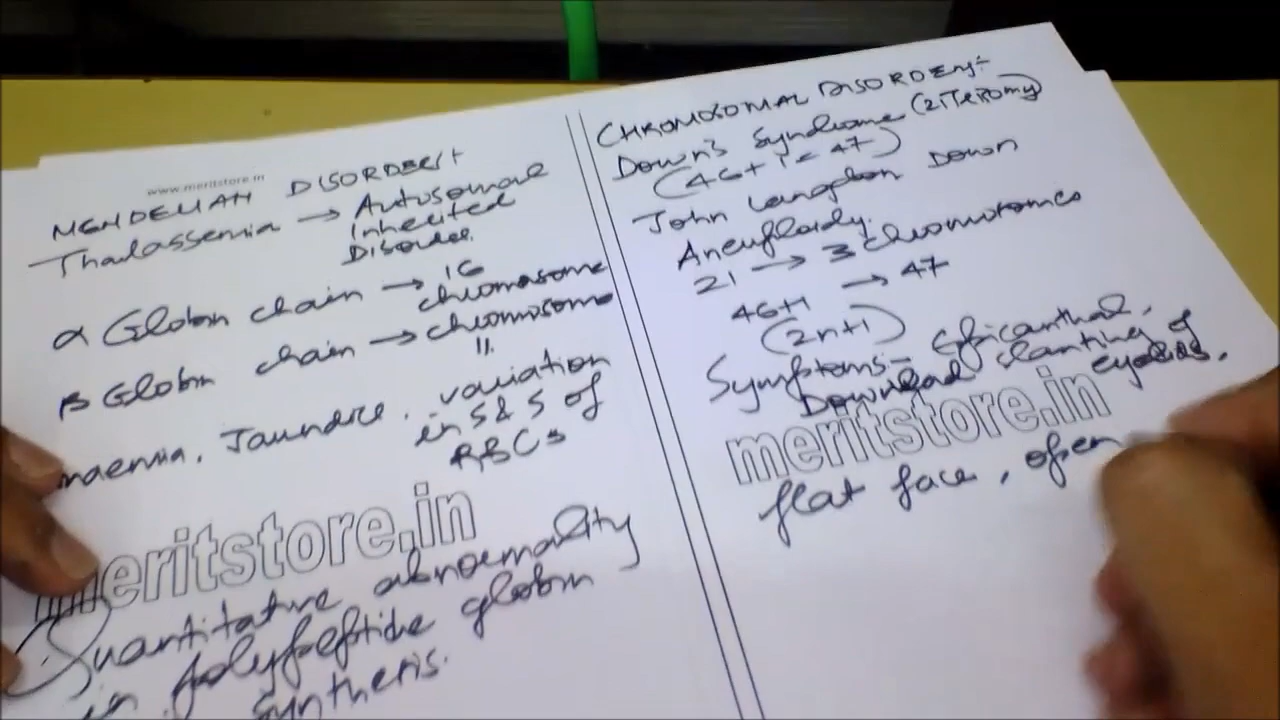 www.meritstore.in
MENDELIAN DISORDERS
Thalassemia → Autosomal
Inherited
Disorder.
α Globin chain → 16
chromosome
β Globin chain → chromosome
11
naemia, Jaundice, variation
in S & S of
RBCs
meritstore.in
Quantitative abnormality
in polypeptide globin
synthesis.
CHROMOSOMAL DISORDERS:-
Down's Syndrome (21 Trisomy)
(46+1=47)
John Langdon Down
Aneuploidy.
21 → 3 chromosomes
46+1 → 47
(2n+1)
Symptoms:- Epicanthal,
Downward slanting of
eyelids.
meritstore.in
flat face, open